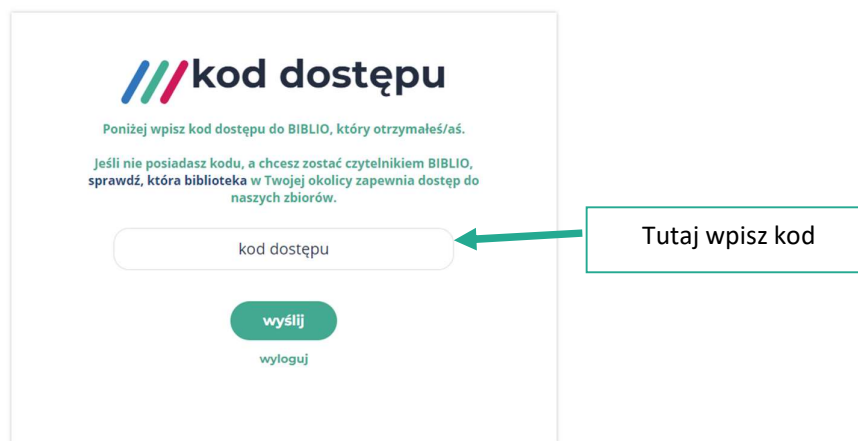 kod dostępu
Poniżej wpisz kod dostępu do BIBLIO, który otrzymałeś/aś.
Jeśli nie posiadasz kodu, a chcesz zostać czytelnikiem BIBLIO,
sprawdź, która biblioteka w Twojej okolicy zapewnia dostęp do
naszych zbiorów.
kod dostępu
Tutaj wpisz kod
wyślij
wyloguj